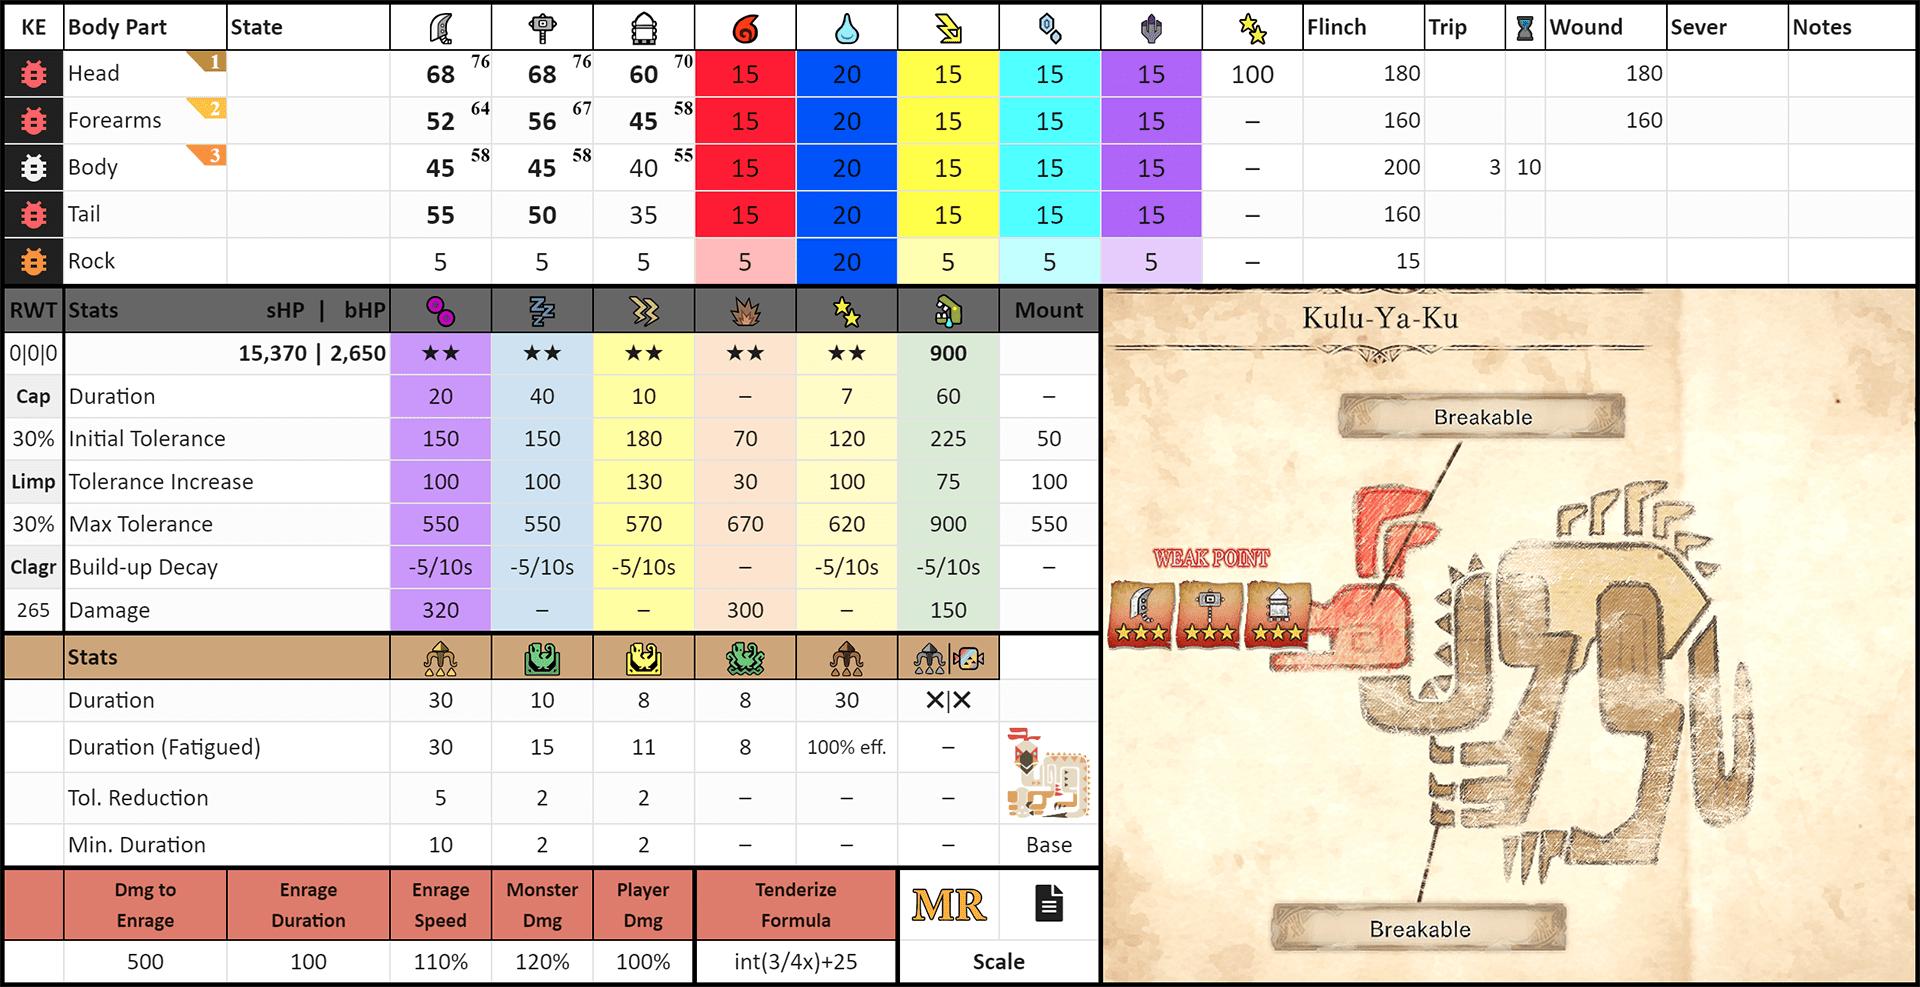 KE Body Part State Flinch Trip Wound Sever Notes
Head 1 68 76 68 76 60 70 15 20 15 15 15 100 180 180
Forearms 2 52 64 56 67 45 58 15 20 15 15 15 – 160 160
Body 3 45 58 45 58 40 55 15 20 15 15 15 – 200 3 10
Tail 55 50 35 15 20 15 15 15 – 160
Rock 5 5 5 5 20 5 5 5 – 15
RWT Stats sHP | bHP Mount
0|0|0 15,370 | 2,650 ★★ ★★ ★★ ★★ ★★ 900
Cap Duration 20 40 10 – 7 60 –
30% Initial Tolerance 150 150 180 70 120 225 50
Limp Tolerance Increase 100 100 130 30 100 75 100
30% Max Tolerance 550 550 570 670 620 900 550
Clagr Build-up Decay -5/10s -5/10s -5/10s – -5/10s -5/10s –
265 Damage 320 – – 300 – 150
Stats
Duration 30 10 8 8 30 ✕|✕
Duration (Fatigued) 30 15 11 8 100% eff. –
Tol. Reduction 5 2 2 – – –
Min. Duration 10 2 2 – – – Base
Dmg to Enrage Enrage Duration Enrage Speed Monster Dmg Player Dmg Tenderize Formula MR
500 100 110% 120% 100% int(3/4x)+25 Scale
Kulu-Ya-Ku
Breakable
WEAK POINT
Breakable